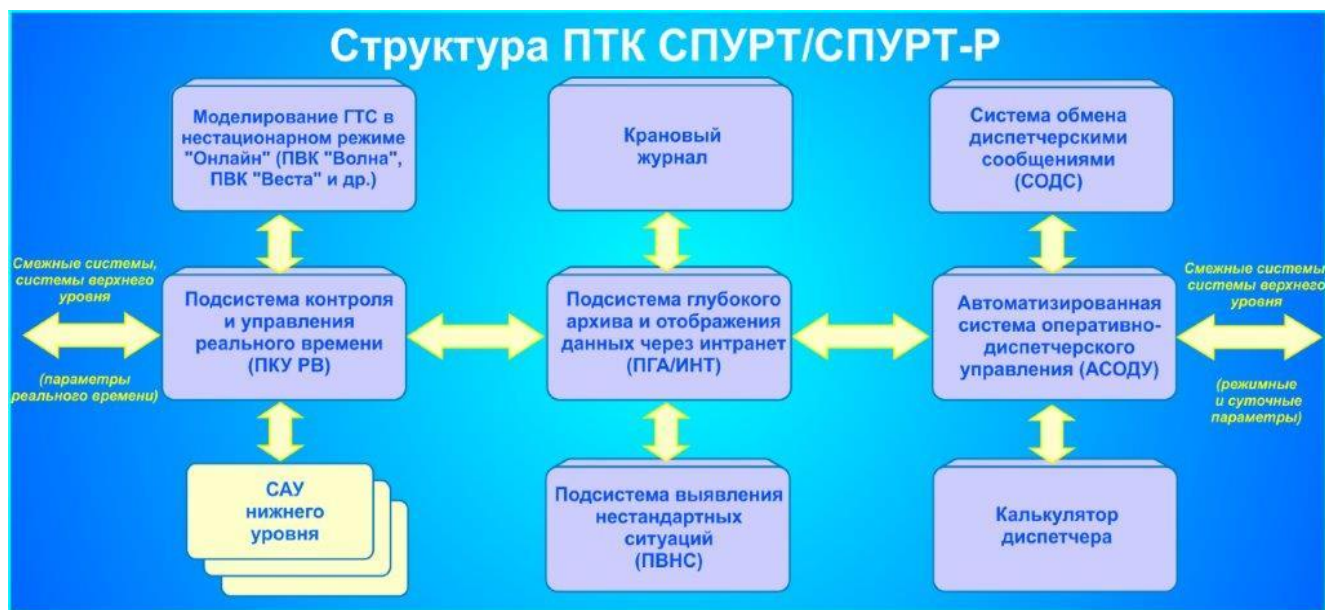 Структура ПТК СПУРТ/СПУРТ-Р
Моделирование ГТС в
нестационарном режиме
"Онлайн" (ПВК "Волна",
ПВК "Веста" и др.)
Крановый
журнал
Система обмена
диспетчерскими
сообщениями
(СОДС)
Смежные системы,
системы верхнего
уровня
(параметры
реального времени)
Подсистема контроля
и управления
реального времени
(ПКУ РВ)
Подсистема глубокого
архива и отображения
данных через интранет
(ПГА/ИНТ)
Автоматизированная
система оперативно-
диспетчерского
управления (АСОДУ)
Смежные системы
системы верхнего
уровня
(режимные
и суточные
параметры)
САУ
нижнего
уровня
Подсистема выявления
нестандартных
ситуаций
(ПВНС)
Калькулятор
диспетчера